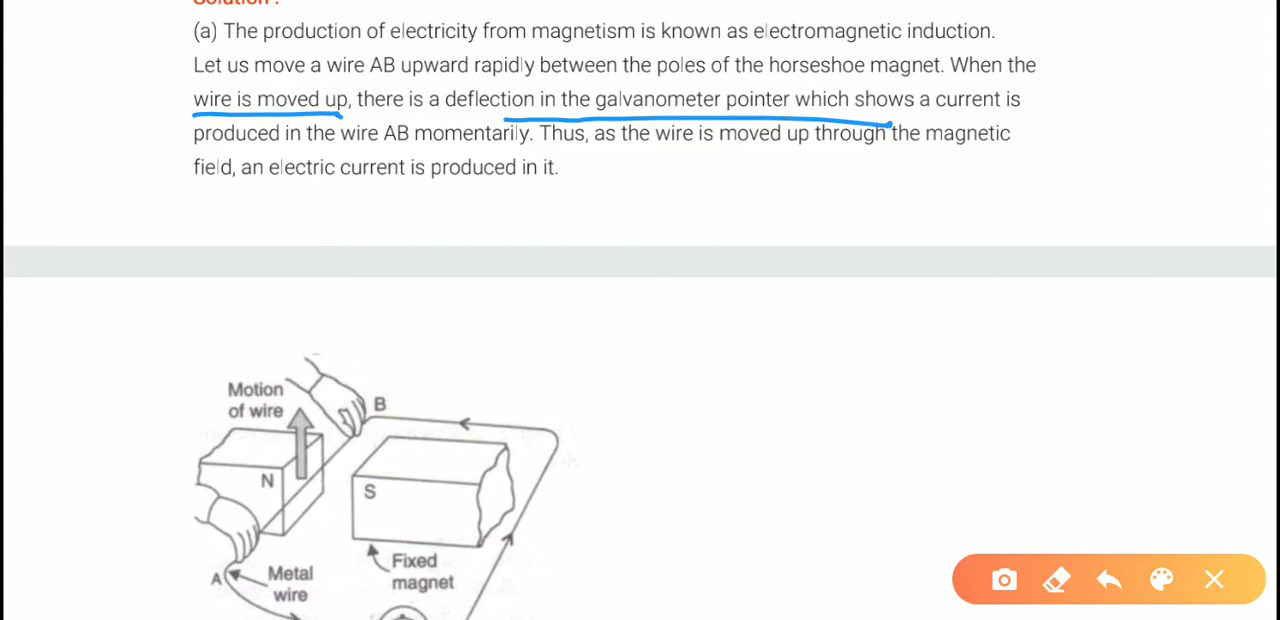 Solution :
(a) The production of electricity from magnetism is known as electromagnetic induction.
Let us move a wire AB upward rapidly between the poles of the horseshoe magnet. When the
wire is moved up, there is a deflection in the galvanometer pointer which shows a current is
produced in the wire AB momentarily. Thus, as the wire is moved up through the magnetic
field, an electric current is produced in it.
Motion
of wire
B
N
S
A
Metal
wire
Fixed
magnet